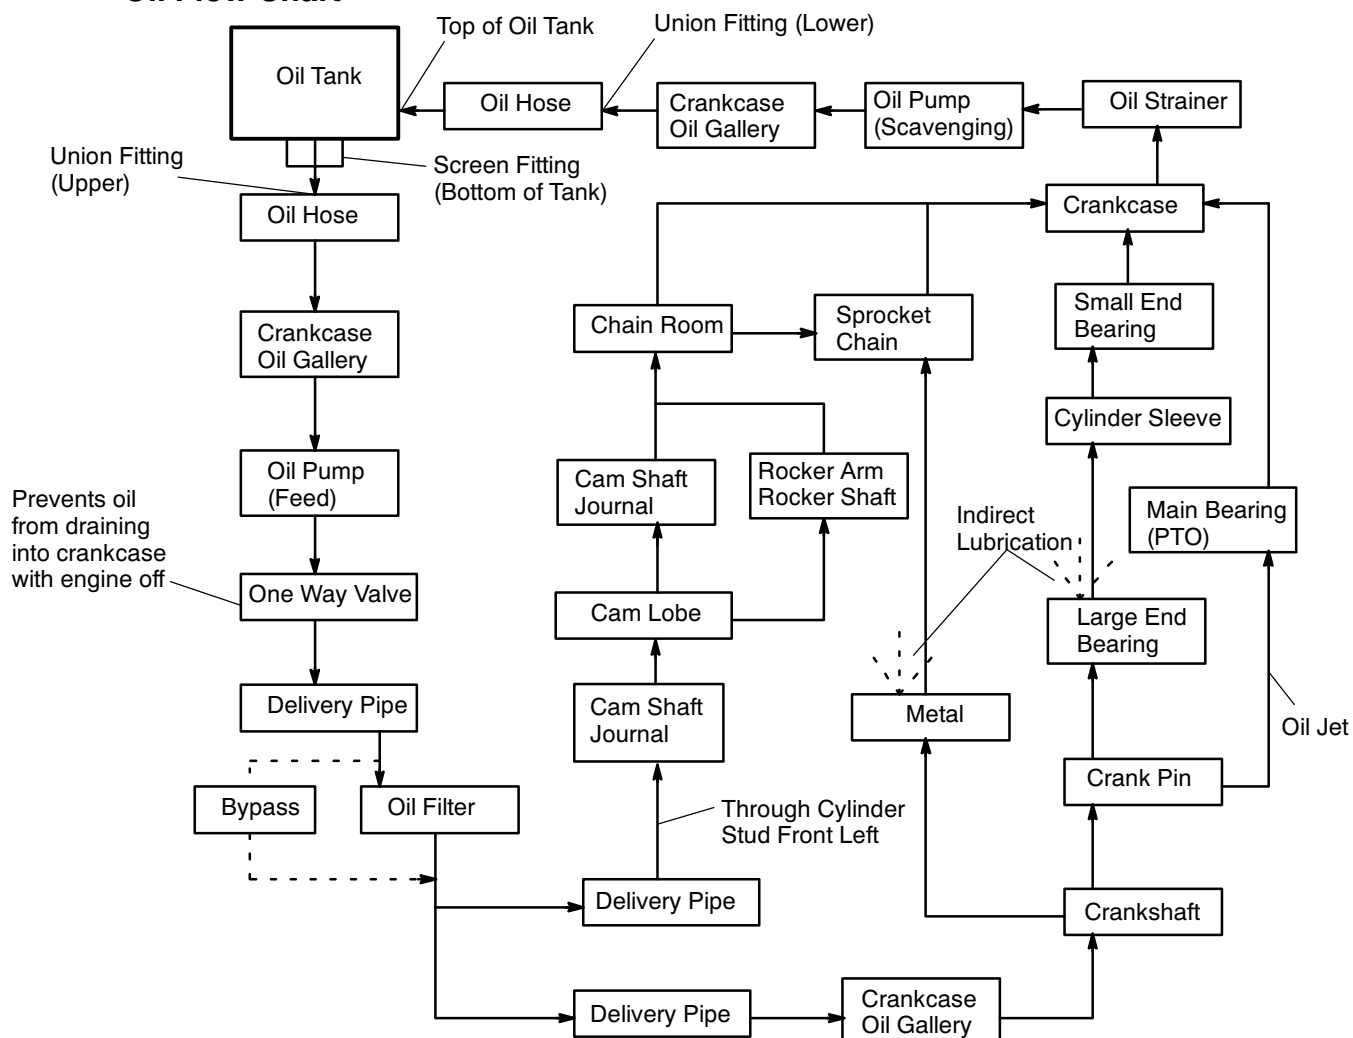 Oil Flow Chart
Top of Oil Tank
Union Fitting (Lower)
Oil Tank
Oil Hose
Crankcase
Oil Gallery
Oil Pump
(Scavenging)
Oil Strainer
Union Fitting
(Upper)
Screen Fitting
(Bottom of Tank)
Oil Hose
Crankcase
Crankcase
Oil Gallery
Chain Room
Sprocket
Chain
Small End
Bearing
Cylinder Sleeve
Oil Pump
(Feed)
Cam Shaft
Journal
Rocker Arm
Rocker Shaft
Main Bearing
(PTO)
Prevents oil
from draining
into crankcase
with engine off
Indirect
Lubrication
One Way Valve
Cam Lobe
Large End
Bearing
Delivery Pipe
Cam Shaft
Journal
Metal
Oil Jet
Crank Pin
Bypass
Oil Filter
Through Cylinder
Stud Front Left
Delivery Pipe
Crankshaft
Delivery Pipe
Crankcase
Oil Gallery